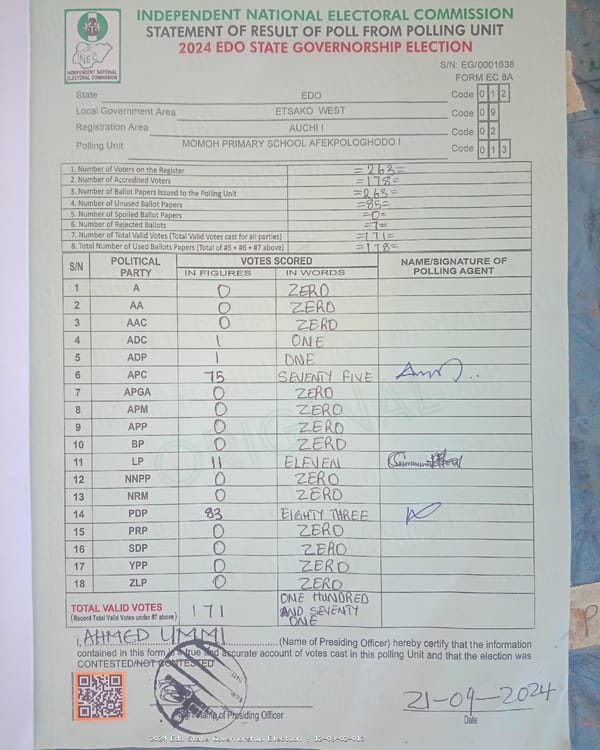 INDEPENDENT NATIONAL ELECTORAL COMMISSION
STATEMENT OF RESULT OF POLL FROM POLLING UNIT
2024 EDO STATE GOVERNORSHIP ELECTION
INEC
INDEPENDENT NATIONAL
ELECTORAL COMMISSION
S/N: EG/0001638
FORM EC 8A
State EDO Code 0 1 2
Local Government Area ETSAKO WEST Code 0 9
Registration Area AUCHI I Code 0 2
Polling Unit MOMOH PRIMARY SCHOOL AFEKPOLOGHODO I Code 0 1 3
1. Number of Voters on the Register =263=
2. Number of Accredited Voters =178=
3. Number of Ballot Papers Issued to the Polling Unit =263=
4. Number of Unused Ballot Papers =85=
5. Number of Spoiled Ballot Papers =0=
6. Number of Rejected Ballots =7=
7. Number of Total Valid Votes (Total Valid Votes cast for all parties) =171=
8. Total Number of Used Ballots Papers (Total of #5 + #6 + #7 above) =178=
S/N POLITICAL PARTY VOTES SCORED NAME/SIGNATURE OF POLLING AGENT
IN FIGURES IN WORDS
1 A 0 ZERO
2 AA 0 ZERO
3 AAC 0 ZERO
4 ADC 1 ONE
5 ADP 1 ONE
6 APC 75 SEVENTY FIVE
7 APGA 0 ZERO
8 APM 0 ZERO
9 APP 0 ZERO
10 BP 0 ZERO
11 LP 11 ELEVEN
12 NNPP 0 ZERO
13 NRM 0 ZERO
14 PDP 83 EIGHTY THREE
15 PRP 0 ZERO
16 SDP 0 ZERO
17 YPP 0 ZERO
18 ZLP 0 ZERO
ORIGINAL
TOTAL VALID VOTES 171 ONE HUNDRED AND SEVENTY ONE
(Record Total Valid Votes under #7 above)
I, AHMED UMMI (Name of Presiding Officer) hereby certify that the information
contained in this form is a true and accurate account of votes cast in this polling Unit and that the election was
CONTESTED/NOT CONTESTED
of Presiding Officer
21-09-2024
Date
2024 Edo State Governorship Election : 12-09-02-013